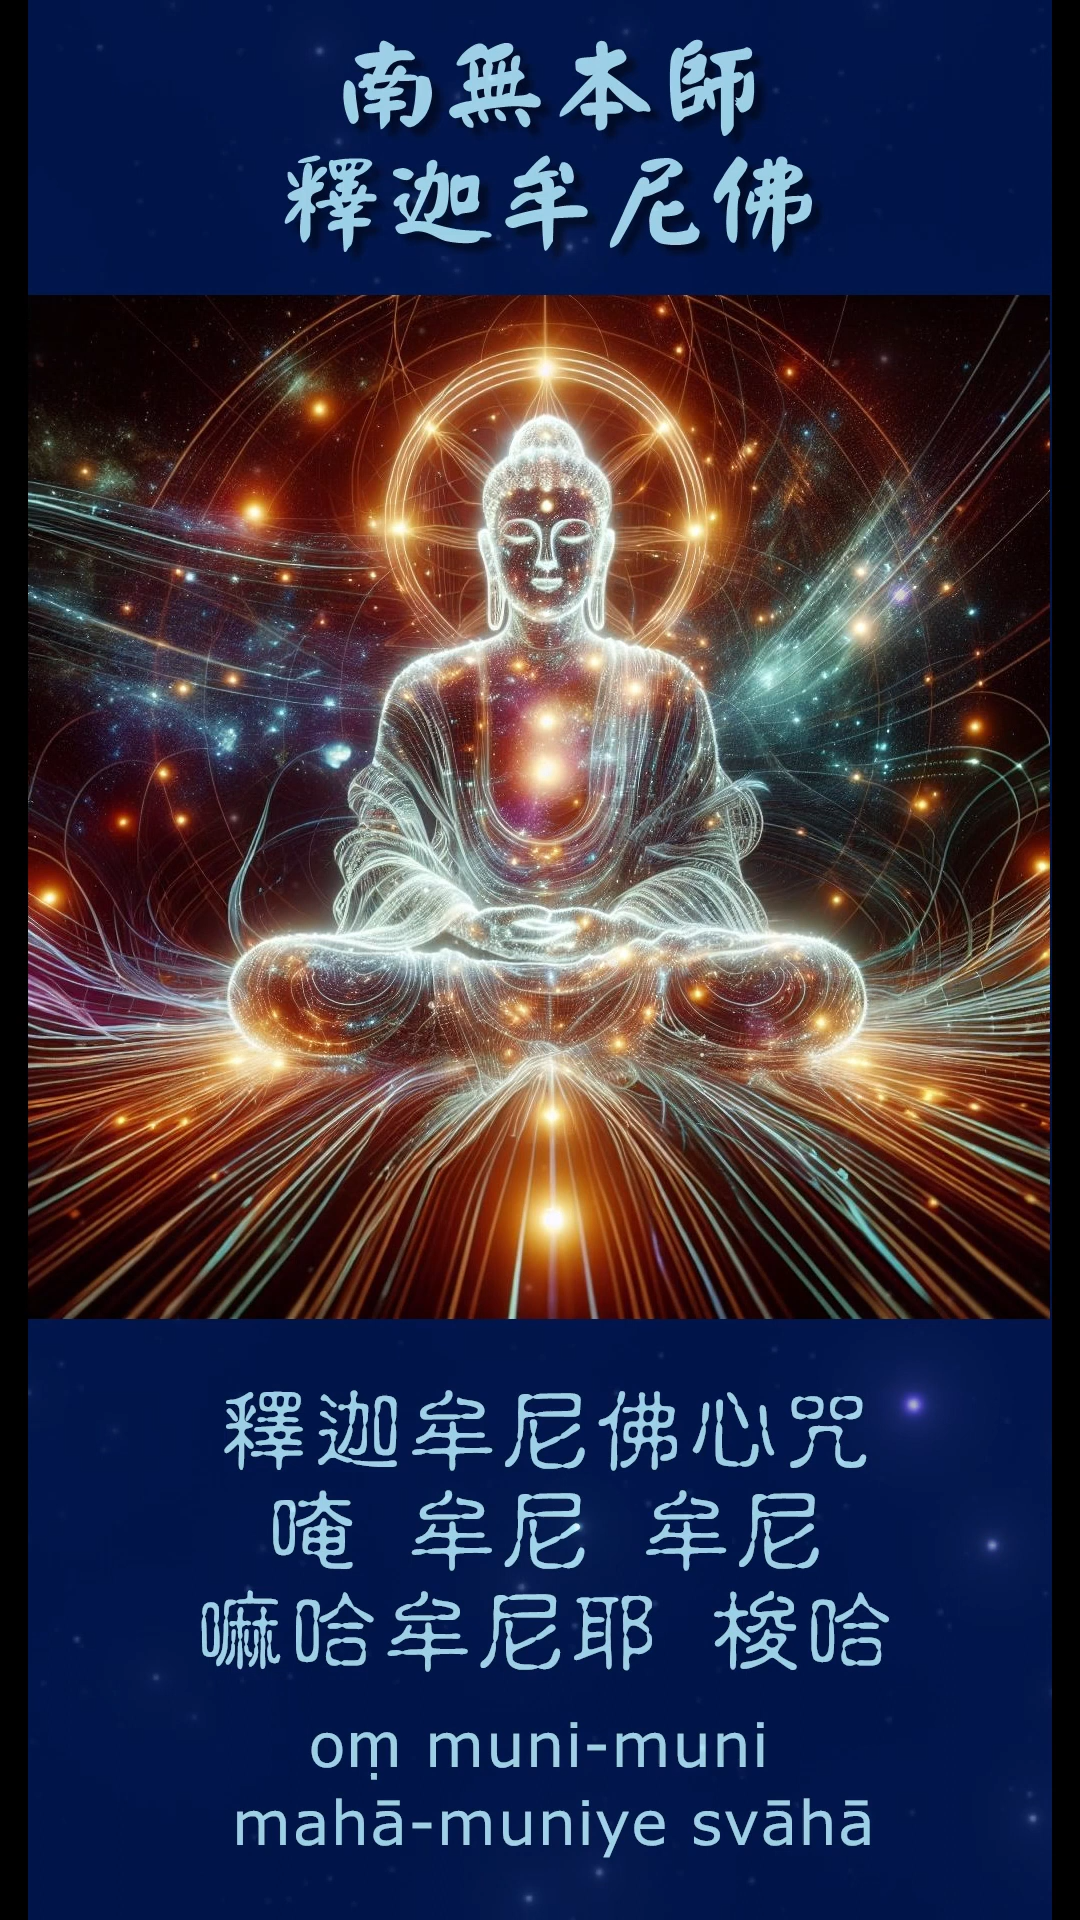 南無本師
釋迦牟尼佛
釋迦牟尼佛心咒
唵 牟尼 牟尼
嘛哈牟尼耶 梭哈
oṃ muni-muni
mahā-muniye svāhā